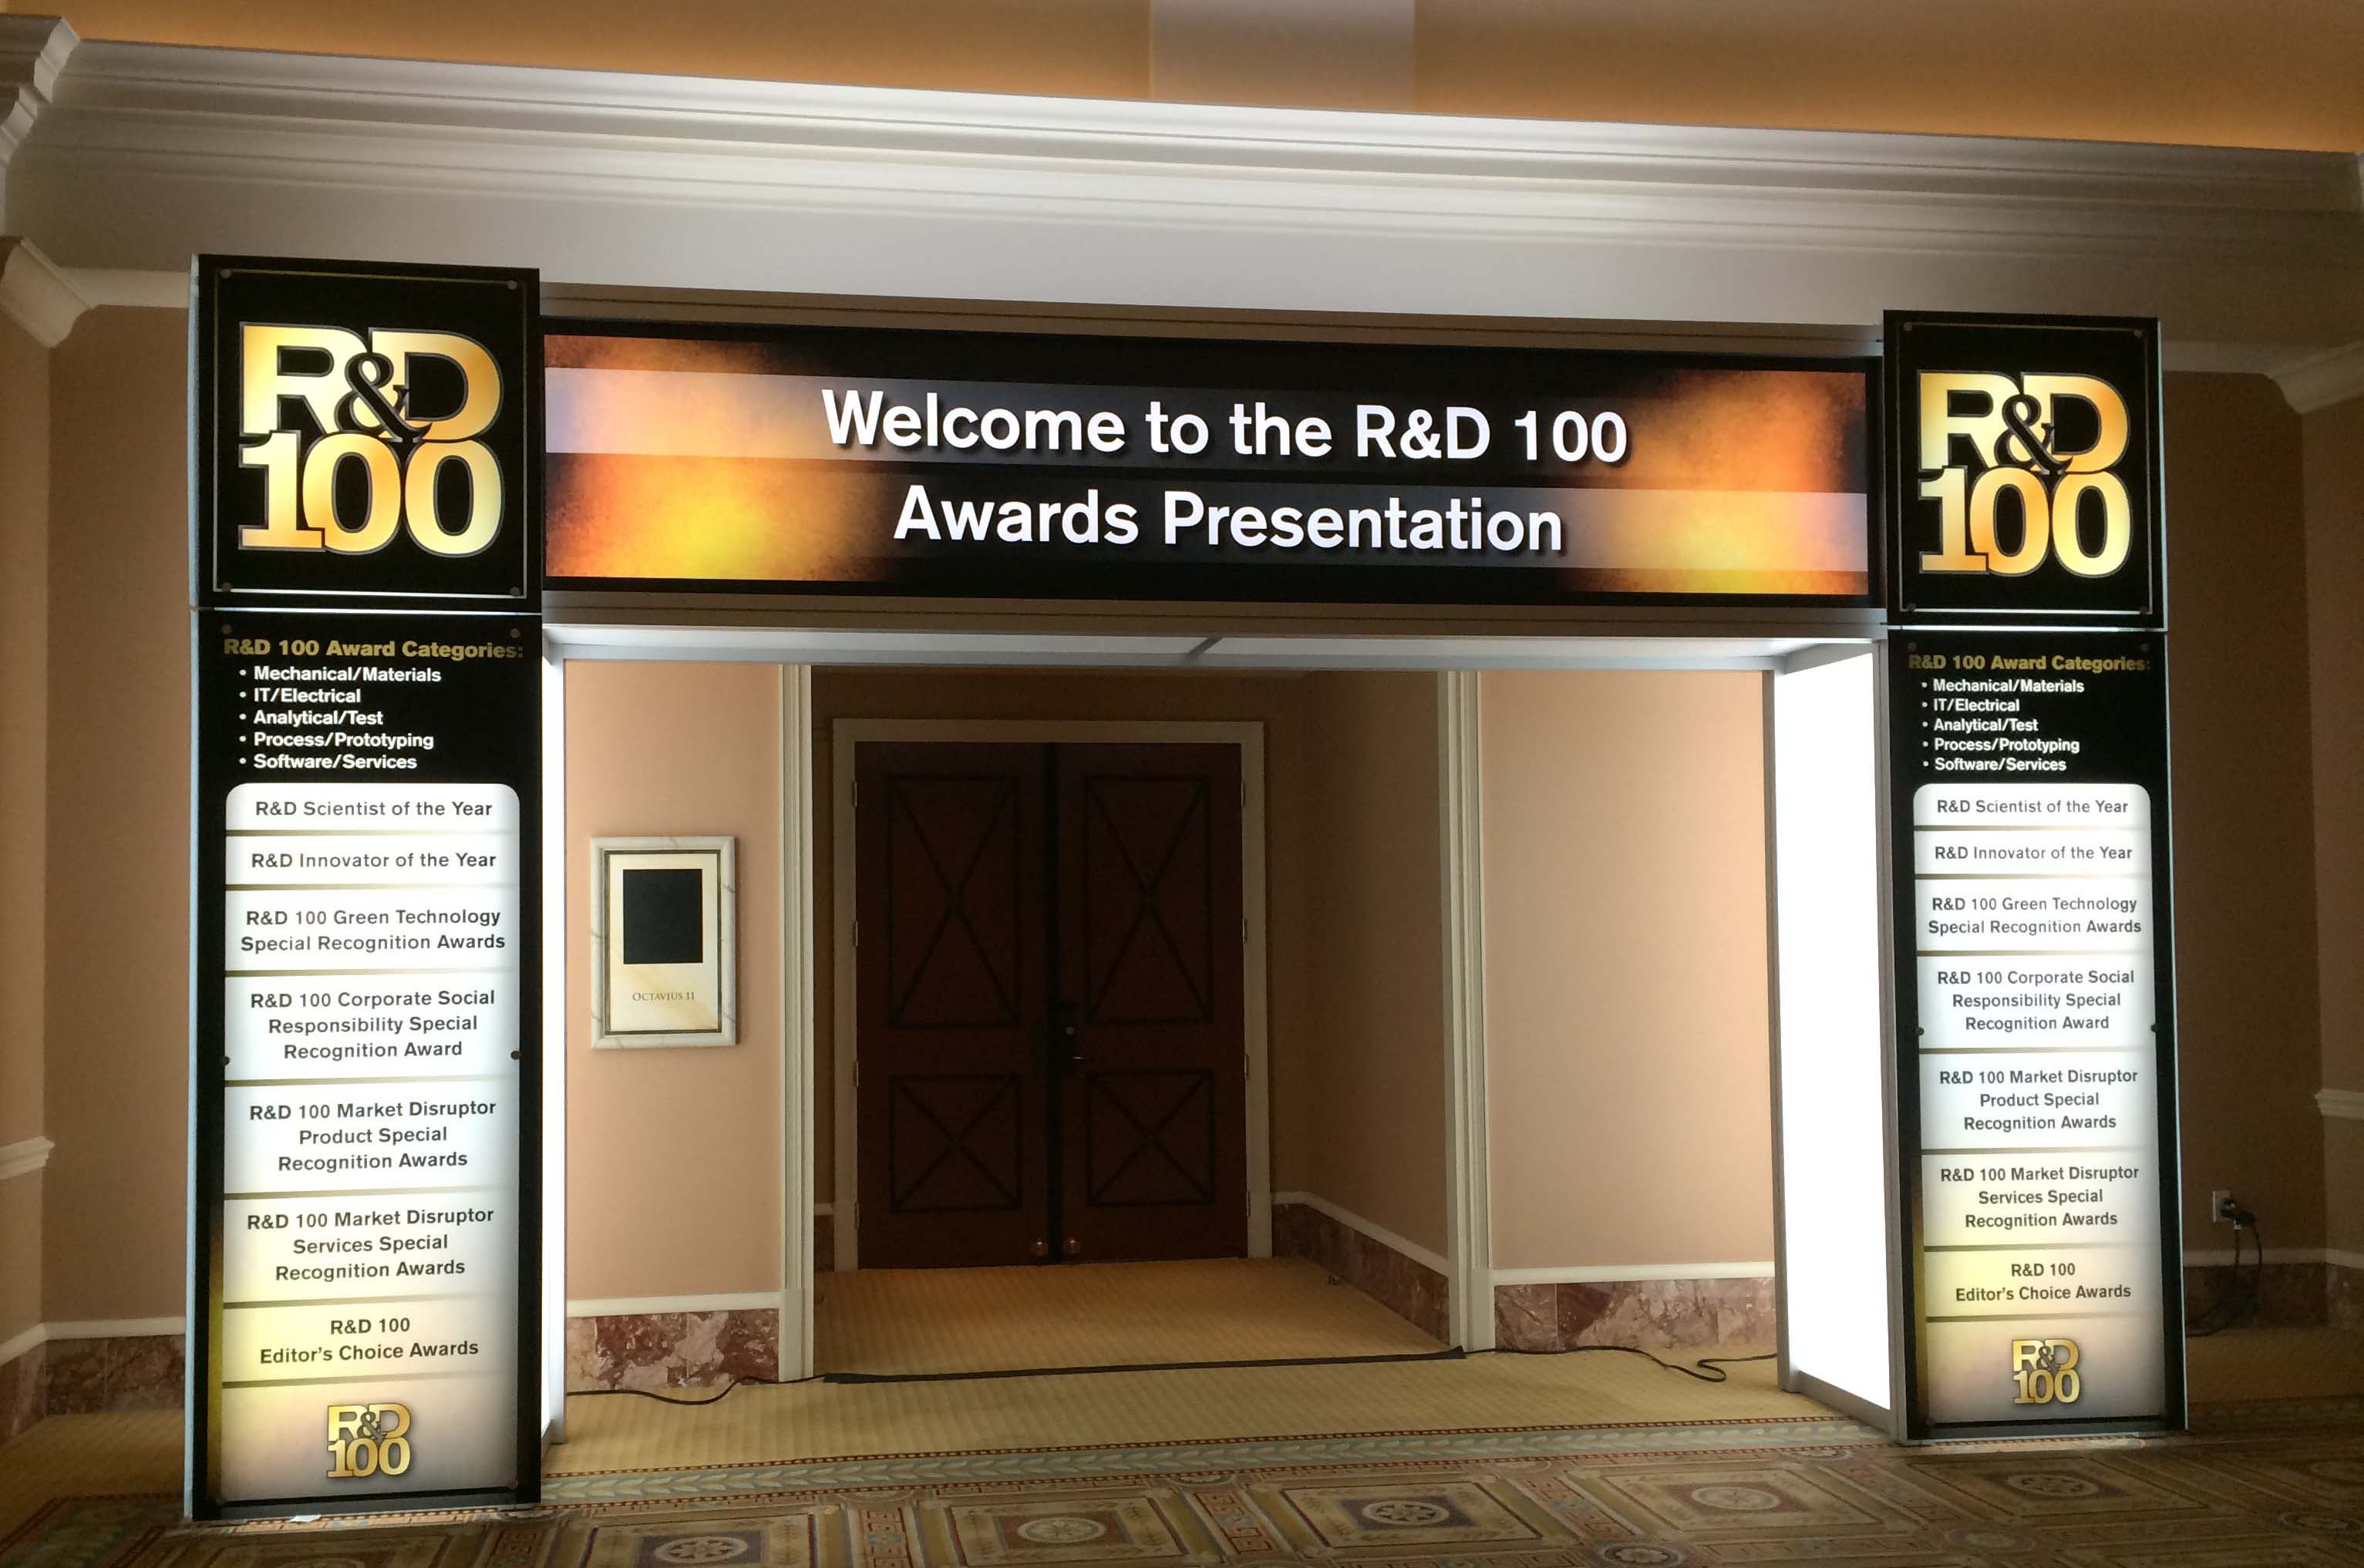 R&D
100
Welcome to the R&D 100
Awards Presentation
R&D
100
R&D 100 Award Categories:
• Mechanical/Materials
• IT/Electrical
• Analytical/Test
• Process/Prototyping
• Software/Services
R&D Scientist of the Year
R&D Innovator of the Year
R&D 100 Green Technology
Special Recognition Awards
R&D 100 Corporate Social
Responsibility Special
Recognition Award
R&D 100 Market Disruptor
Product Special
Recognition Awards
R&D 100 Market Disruptor
Services Special
Recognition Awards
R&D 100
Editor's Choice Awards
R&D
100
OCTAVIUS 11
R&D 100 Award Categories:
• Mechanical/Materials
• IT/Electrical
• Analytical/Test
• Process/Prototyping
• Software/Services
R&D Scientist of the Year
R&D Innovator of the Year
R&D 100 Green Technology
Special Recognition Awards
R&D 100 Corporate Social
Responsibility Special
Recognition Award
R&D 100 Market Disruptor
Product Special
Recognition Awards
R&D 100 Market Disruptor
Services Special
Recognition Awards
R&D 100
Editor's Choice Awards
R&D
100